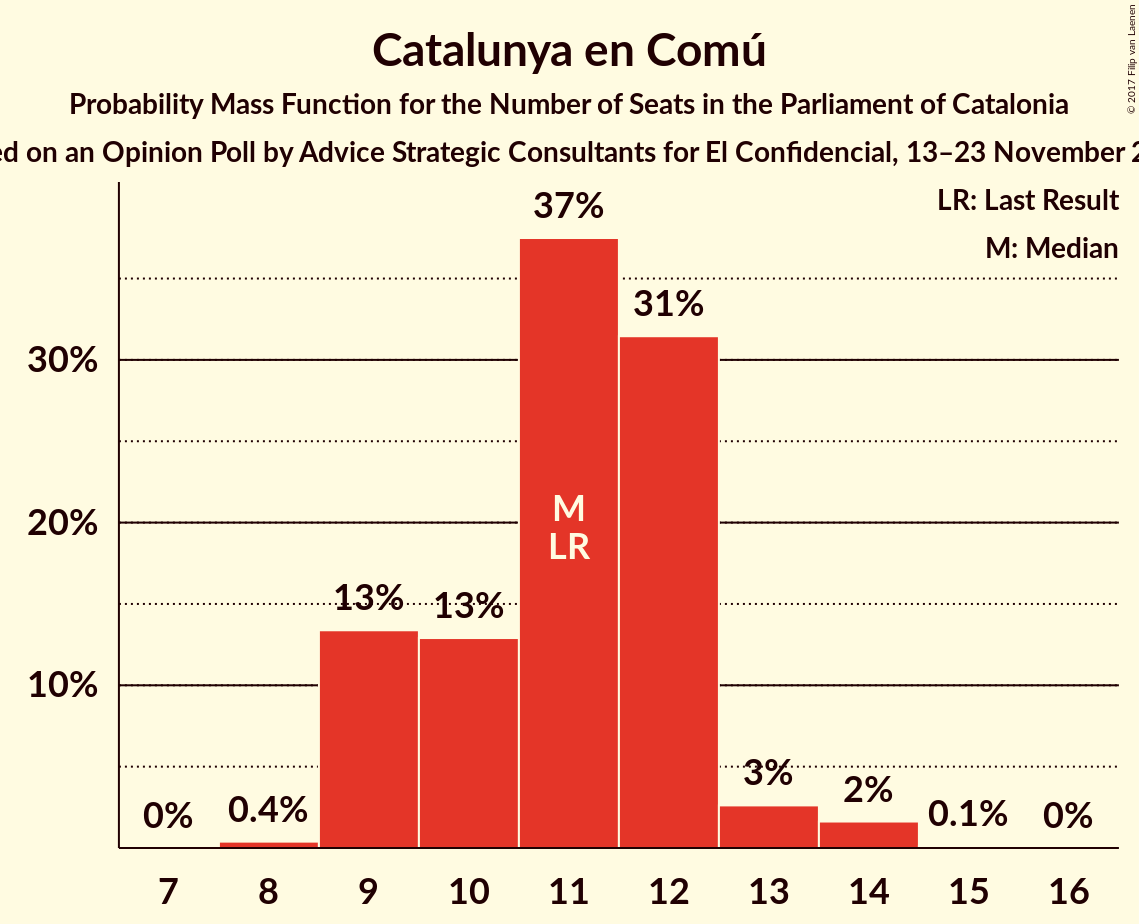 Catalunya en Comú
Probability Mass Function for the Number of Seats in the Parliament of Catalonia
on an Opinion Poll by Advice Strategic Consultants for El Confidencial, 13–23 November
© 2017 Filip van Laenen
LR: Last Result
M: Median
37%
31%
30%
M
20%
LR
13%
13%
10%
3%
2%
0%
0.4%
0.1%
0%
7 8 9 10 11 12 13 14 15 16